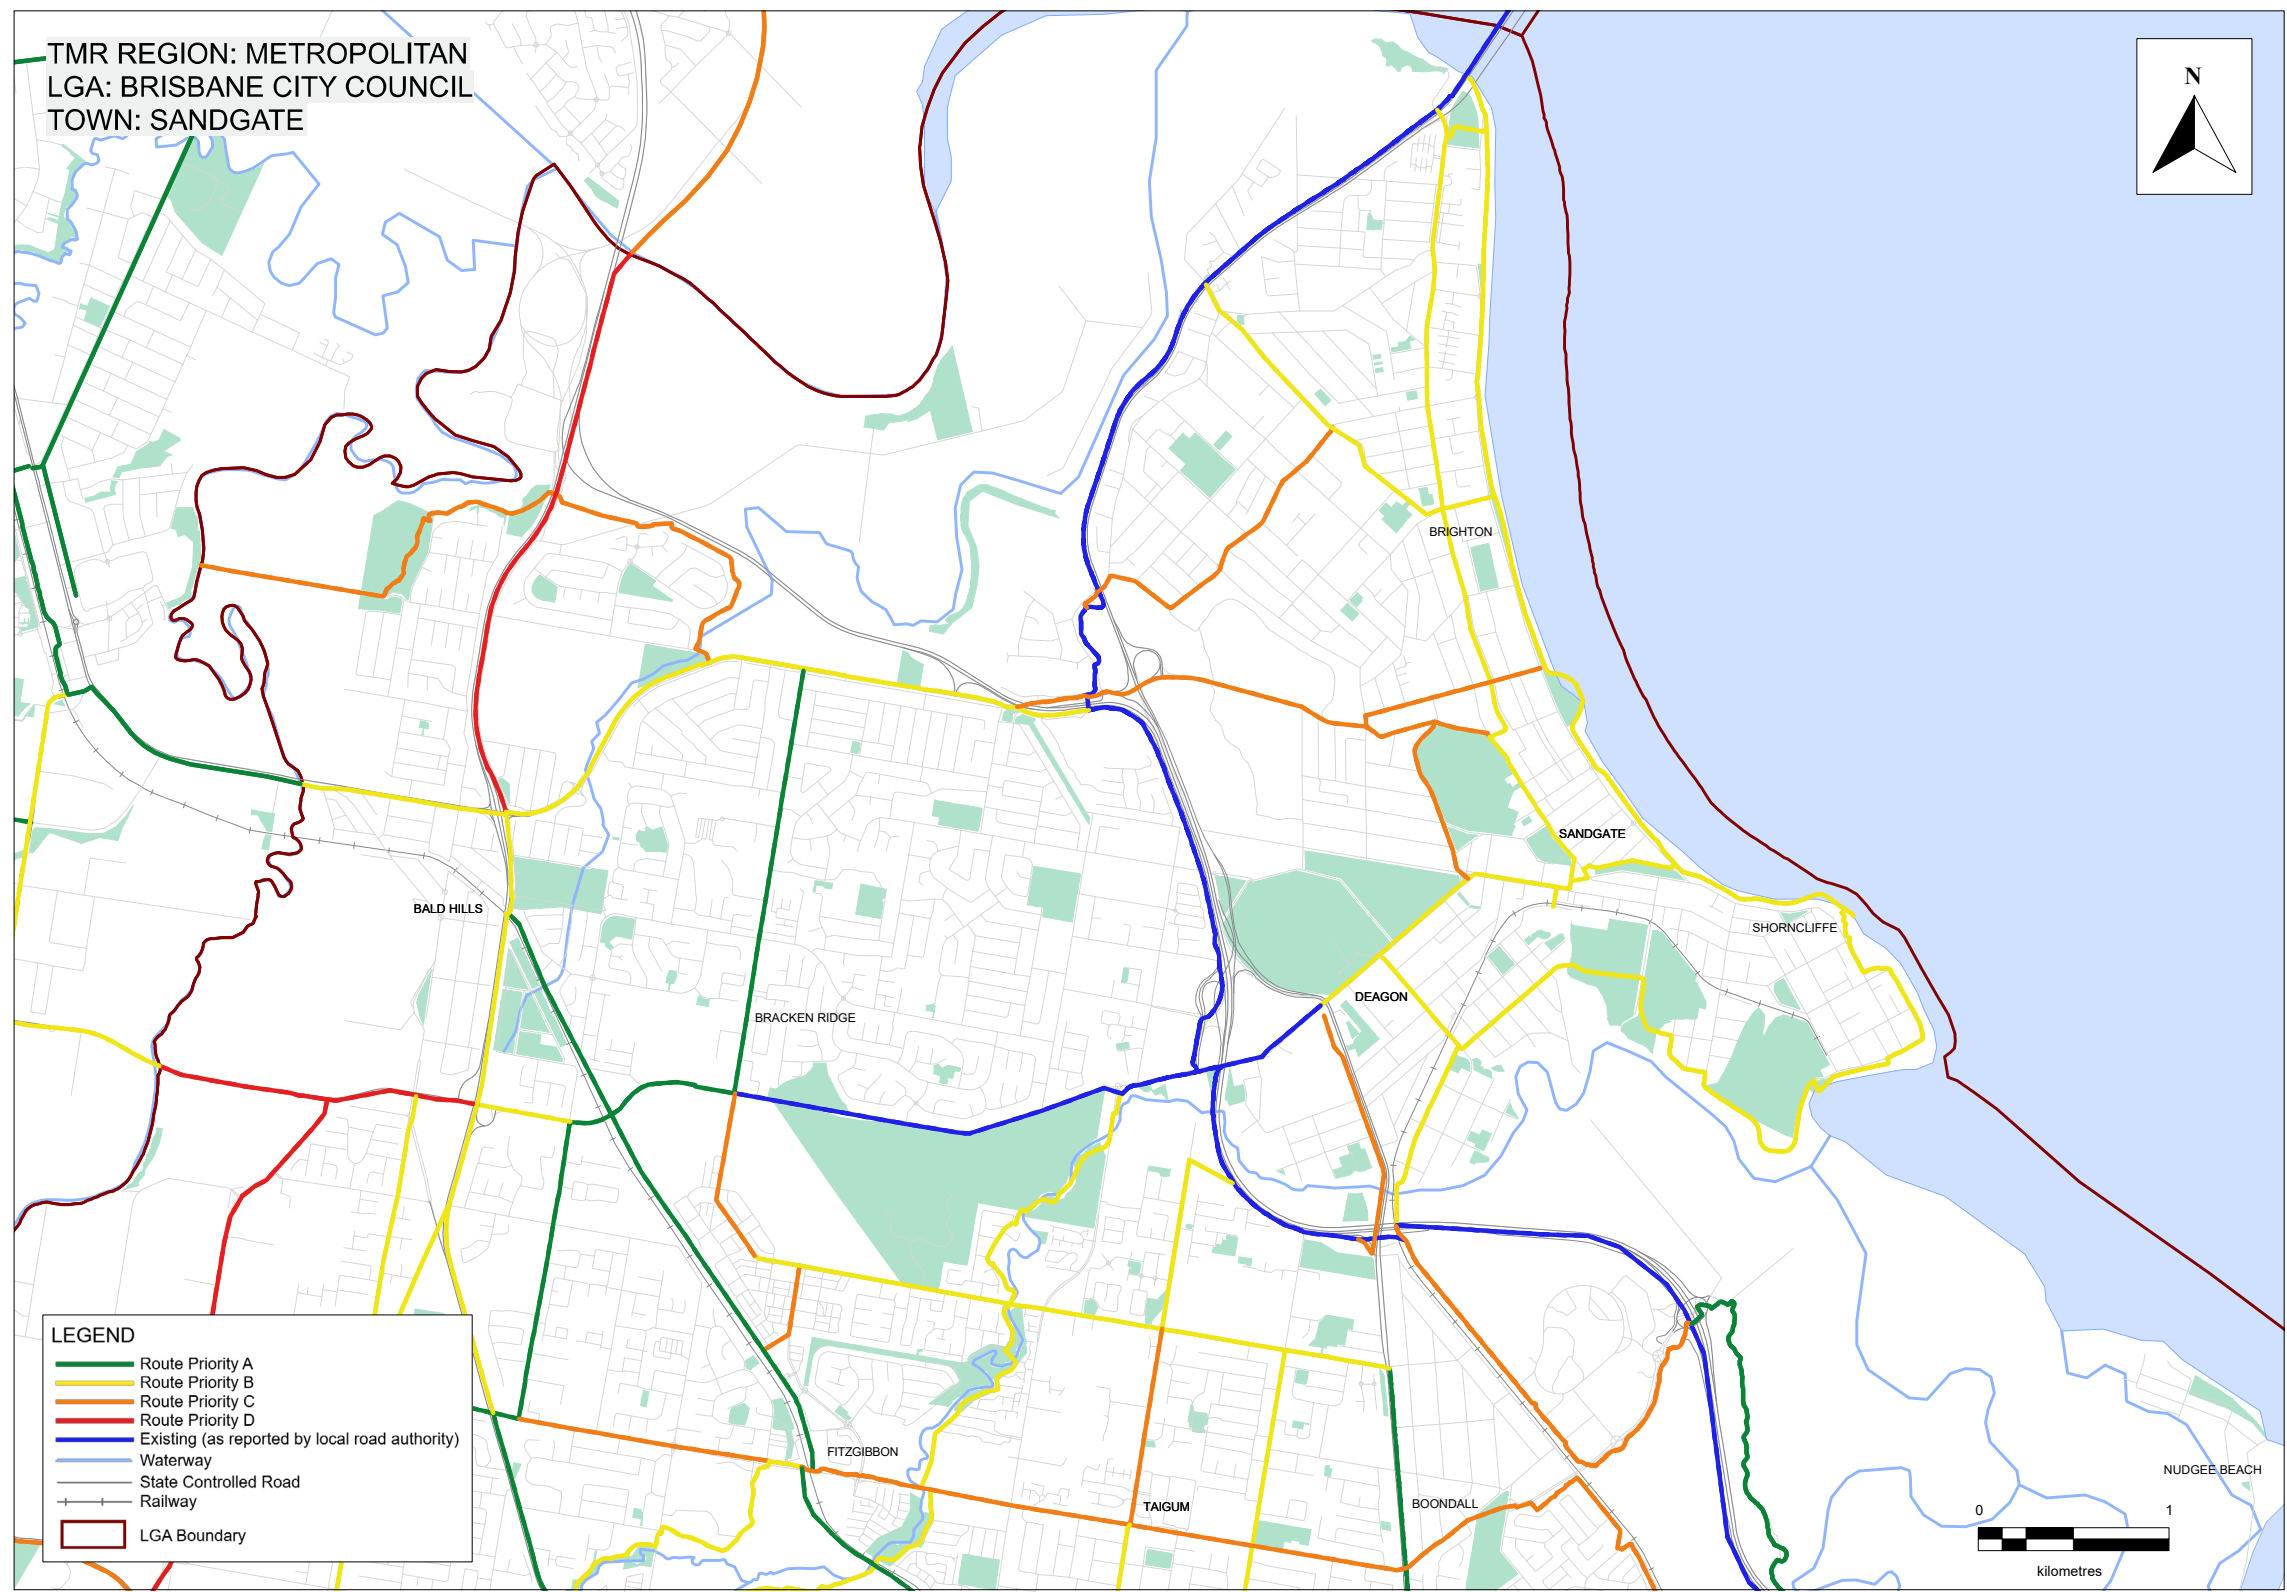 TMR REGION: METROPOLITAN
LGA: BRISBANE CITY COUNCIL
TOWN: SANDGATE
N
BRIGHTON
SANDGATE
BALD HILLS
SHORNCLIFFE
DEAGON
BRACKEN RIDGE
LEGEND
Route Priority A
Route Priority B
Route Priority C
Route Priority D
Existing (as reported by local road authority)
Waterway
State Controlled Road
Railway
LGA Boundary
FITZGIBBON
TAIGUM
BOONDALL
NUDGEE BEACH
0 1
kilometres